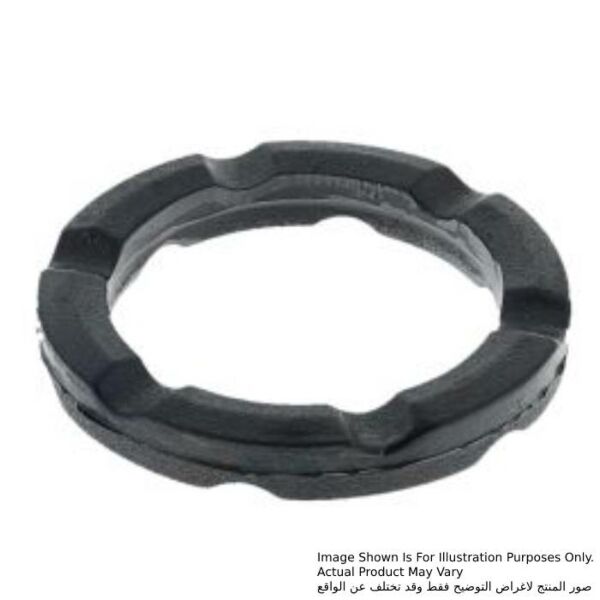 Image Shown Is For Illustration Purposes Only.
Actual Product May Vary
صور المنتج لاغراض التوضيح فقط وقد تختلف عن الواقع